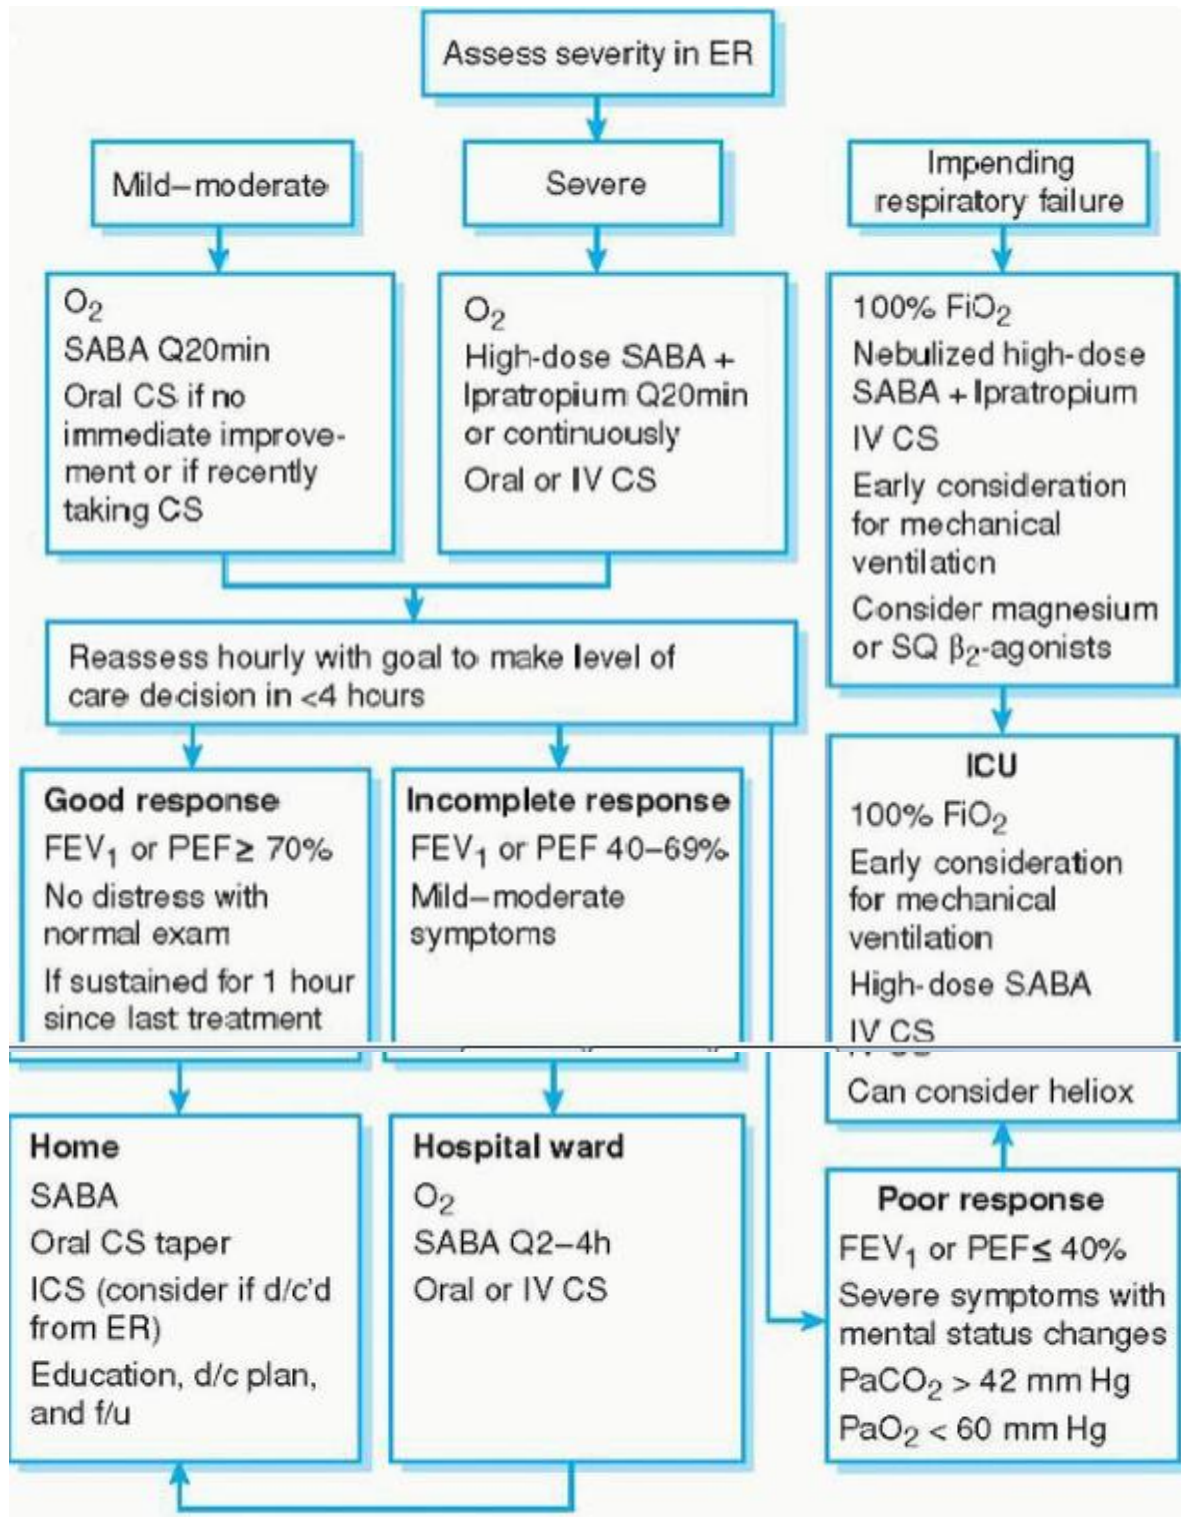 Assess severity in ER
Mild–moderate
Severe
Impending
respiratory failure
O₂
SABA Q20min
Oral CS if no
immediate improve-
ment or if recently
taking CS
O₂
High-dose SABA +
Ipratropium Q20min
or continuously
Oral or IV CS
100% FiO₂
Nebulized high-dose
SABA + Ipratropium
IV CS
Early consideration
for mechanical
ventilation
Consider magnesium
or SQ β₂-agonists
Reassess hourly with goal to make level of
care decision in <4 hours
Good response
FEV₁ or PEF ≥ 70%
No distress with
normal exam
If sustained for 1 hour
since last treatment
Incomplete response
FEV₁ or PEF 40–69%
Mild–moderate
symptoms
ICU
100% FiO₂
Early consideration
for mechanical
ventilation
High-dose SABA
IV CS
Can consider heliox
Home
SABA
Oral CS taper
ICS (consider if d/c'd
from ER)
Education, d/c plan,
and f/u
Hospital ward
O₂
SABA Q2–4h
Oral or IV CS
Poor response
FEV₁ or PEF ≤ 40%
Severe symptoms with
mental status changes
PaCO₂ > 42 mm Hg
PaO₂ < 60 mm Hg